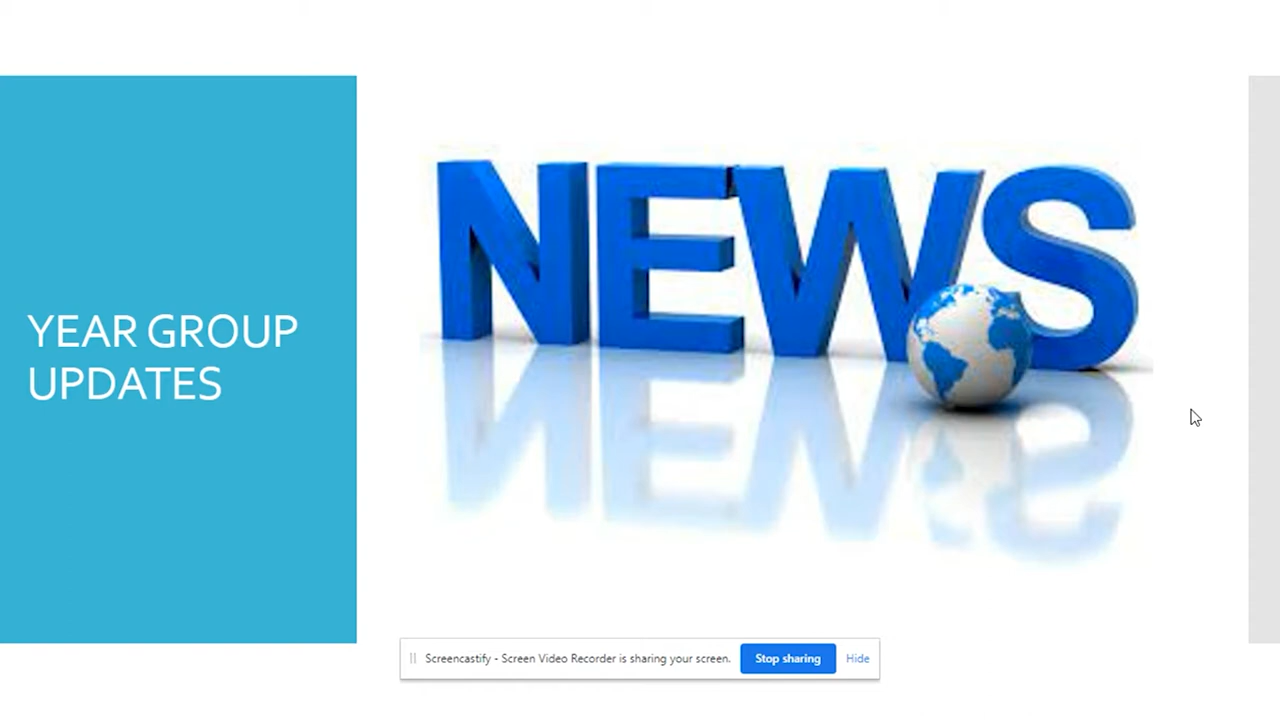 YEAR GROUP
UPDATES
NEWS
Screencastify - Screen Video Recorder is sharing your screen.
Stop sharing
Hide